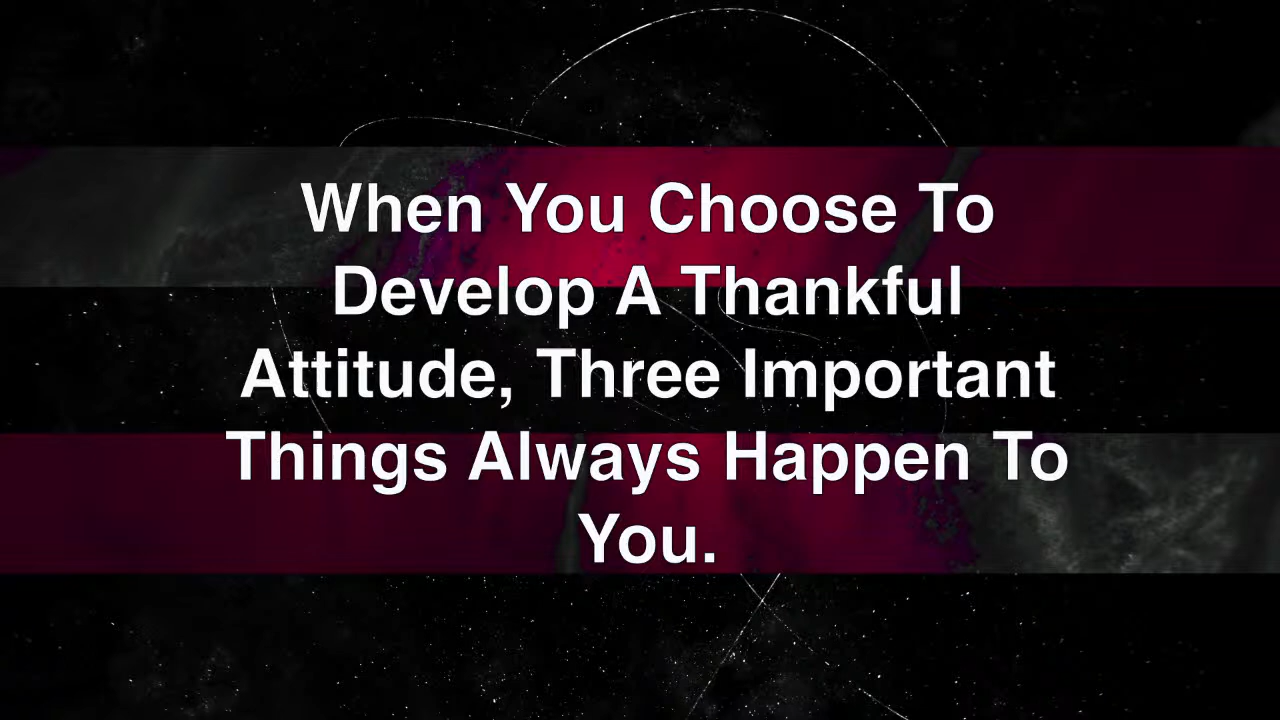 When You Choose To
Develop A Thankful
Attitude, Three Important
Things Always Happen To
You.